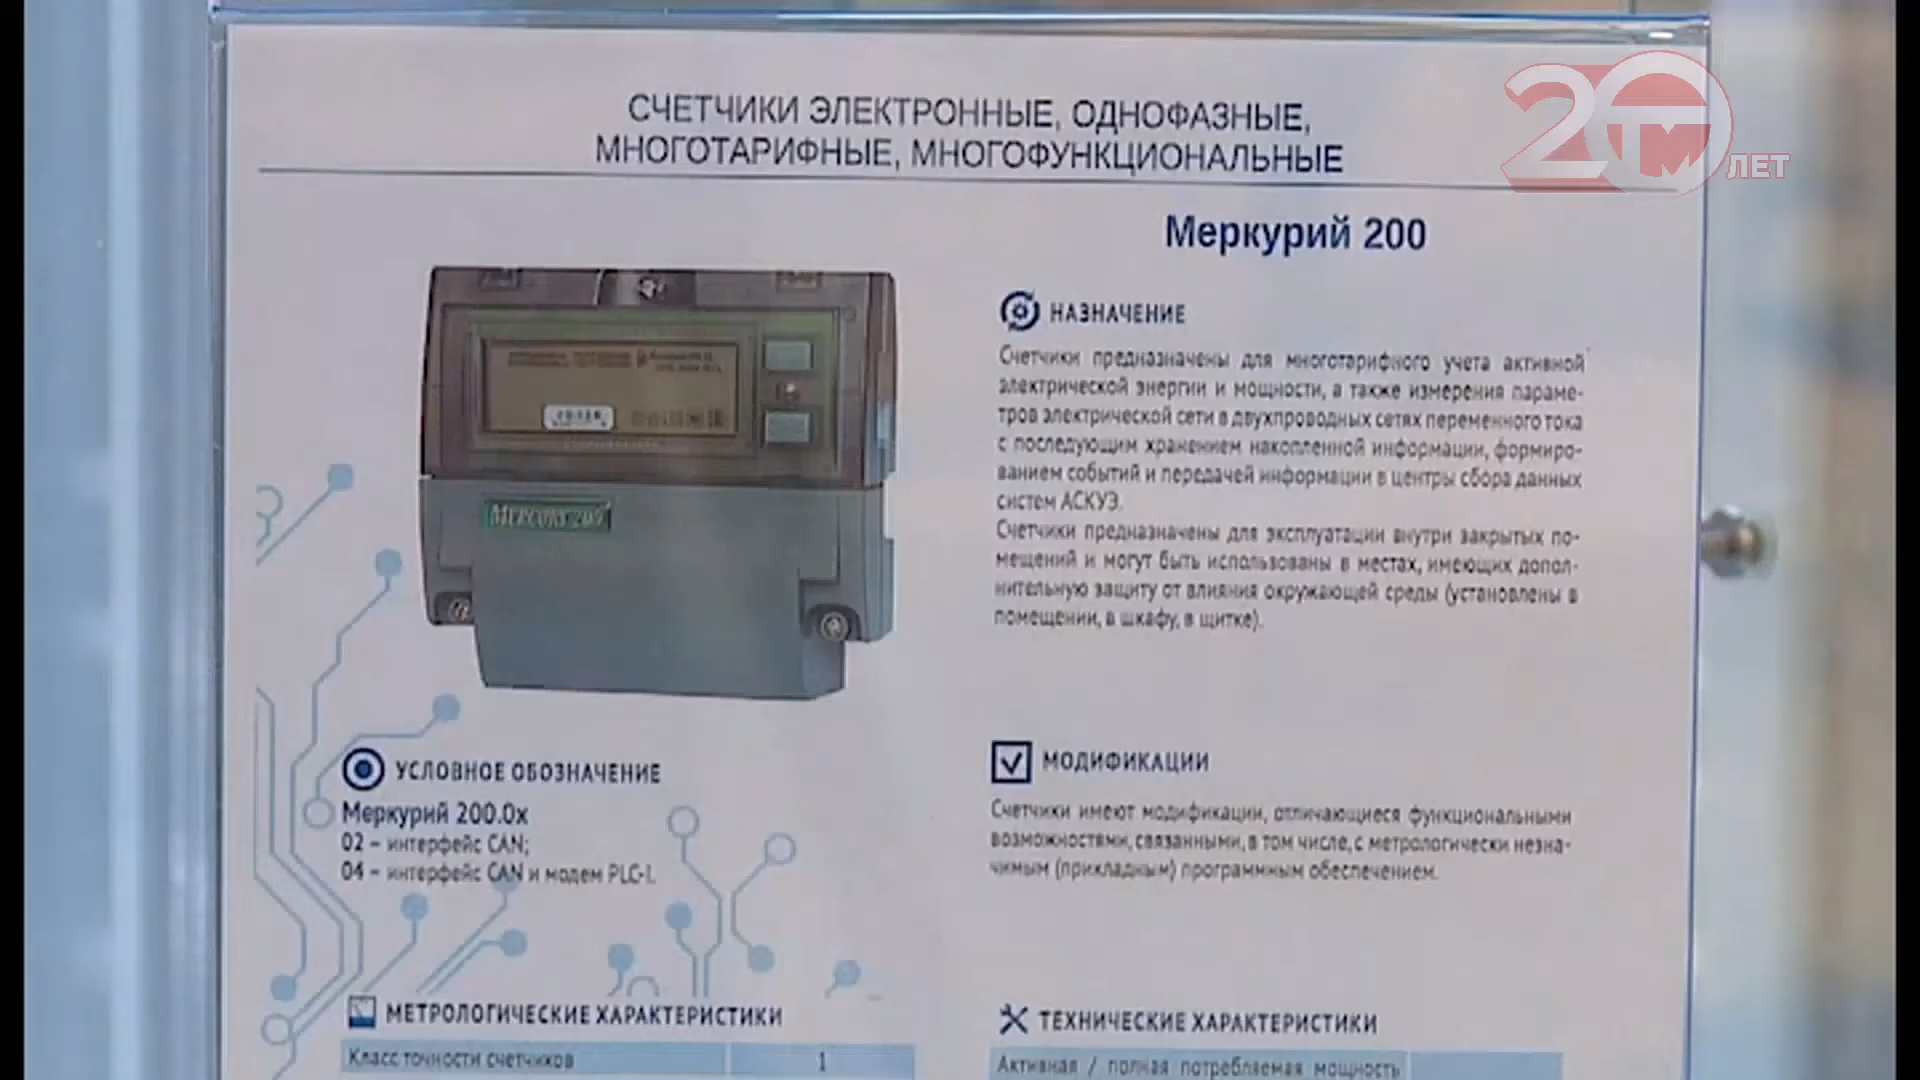 20 ТМ ЛЕТ
СЧЕТЧИКИ ЭЛЕКТРОННЫЕ, ОДНОФАЗНЫЕ,
МНОГОТАРИФНЫЕ, МНОГОФУНКЦИОНАЛЬНЫЕ
Меркурий 200
MERCURY 200
НАЗНАЧЕНИЕ
Счетчики предназначены для многотарифного учета активной
электрической энергии и мощности, а также измерения параме-
тров электрической сети в двухпроводных сетях переменного тока
с последующим хранением накопленной информации, формиро-
ванием событий и передачей информации в центры сбора данных
систем АСКУЭ.
Счетчики предназначены для эксплуатации внутри закрытых по-
мещений и могут быть использованы в местах, имеющих допол-
нительную защиту от влияния окружающей среды (установлены в
помещении, в шкафу, в щитке).
УСЛОВНОЕ ОБОЗНАЧЕНИЕ
Меркурий 200.0x
02 – интерфейс CAN;
04 – интерфейс CAN и модем PLC-I.
МОДИФИКАЦИИ
Счетчики имеют модификации, отличающиеся функциональными
возможностями, связанными, в том числе, с метрологически незна-
чимым (прикладным) программным обеспечением.
МЕТРОЛОГИЧЕСКИЕ ХАРАКТЕРИСТИКИ
Класс точности счетчиков 1
ТЕХНИЧЕСКИЕ ХАРАКТЕРИСТИКИ
Активная / полная потребляемая мощность